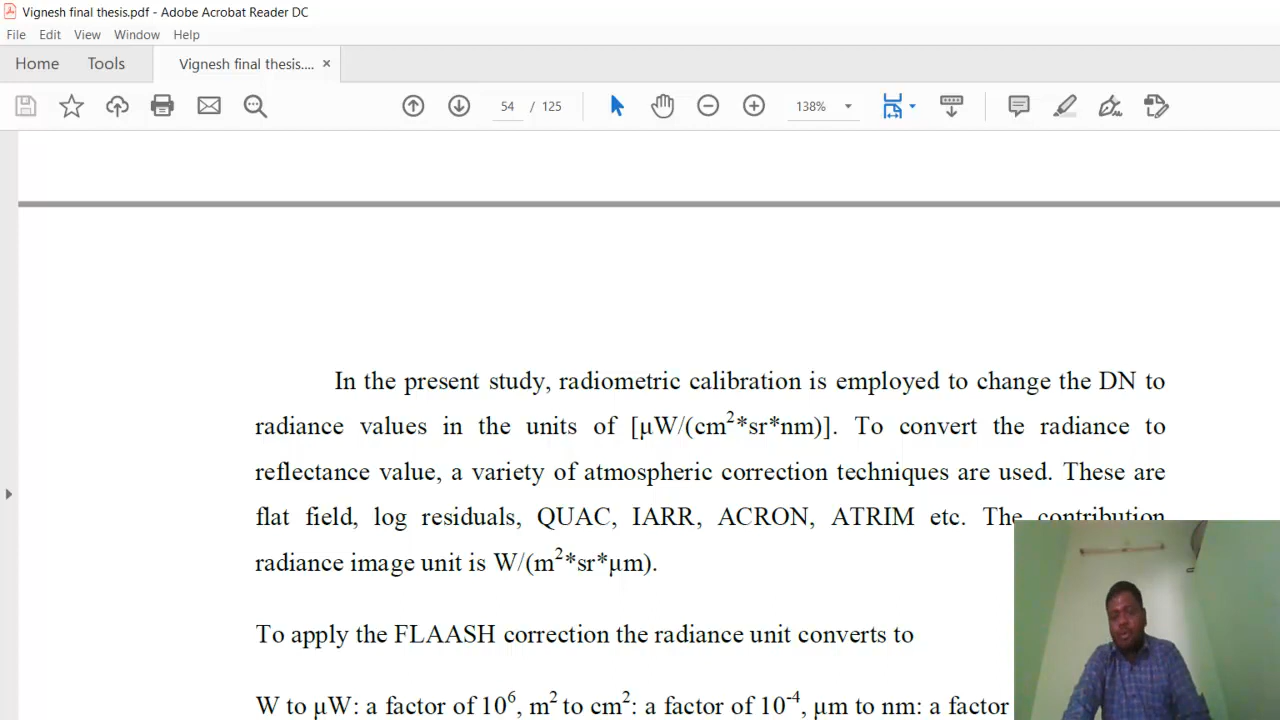 Vignesh final thesis.pdf - Adobe Acrobat Reader DC
File Edit View Window Help
Home Tools Vignesh final thesis.... ×
54 / 125 138%
In the present study, radiometric calibration is employed to change the DN to
radiance values in the units of [µW/(cm²*sr*nm)]. To convert the radiance to
reflectance value, a variety of atmospheric correction techniques are used. These are
flat field, log residuals, QUAC, IARR, ACRON, ATRIM etc. The contribution
radiance image unit is W/(m²*sr*µm).
To apply the FLAASH correction the radiance unit converts to
W to µW: a factor of 10⁶, m² to cm²: a factor of 10⁻⁴, µm to nm: a factor